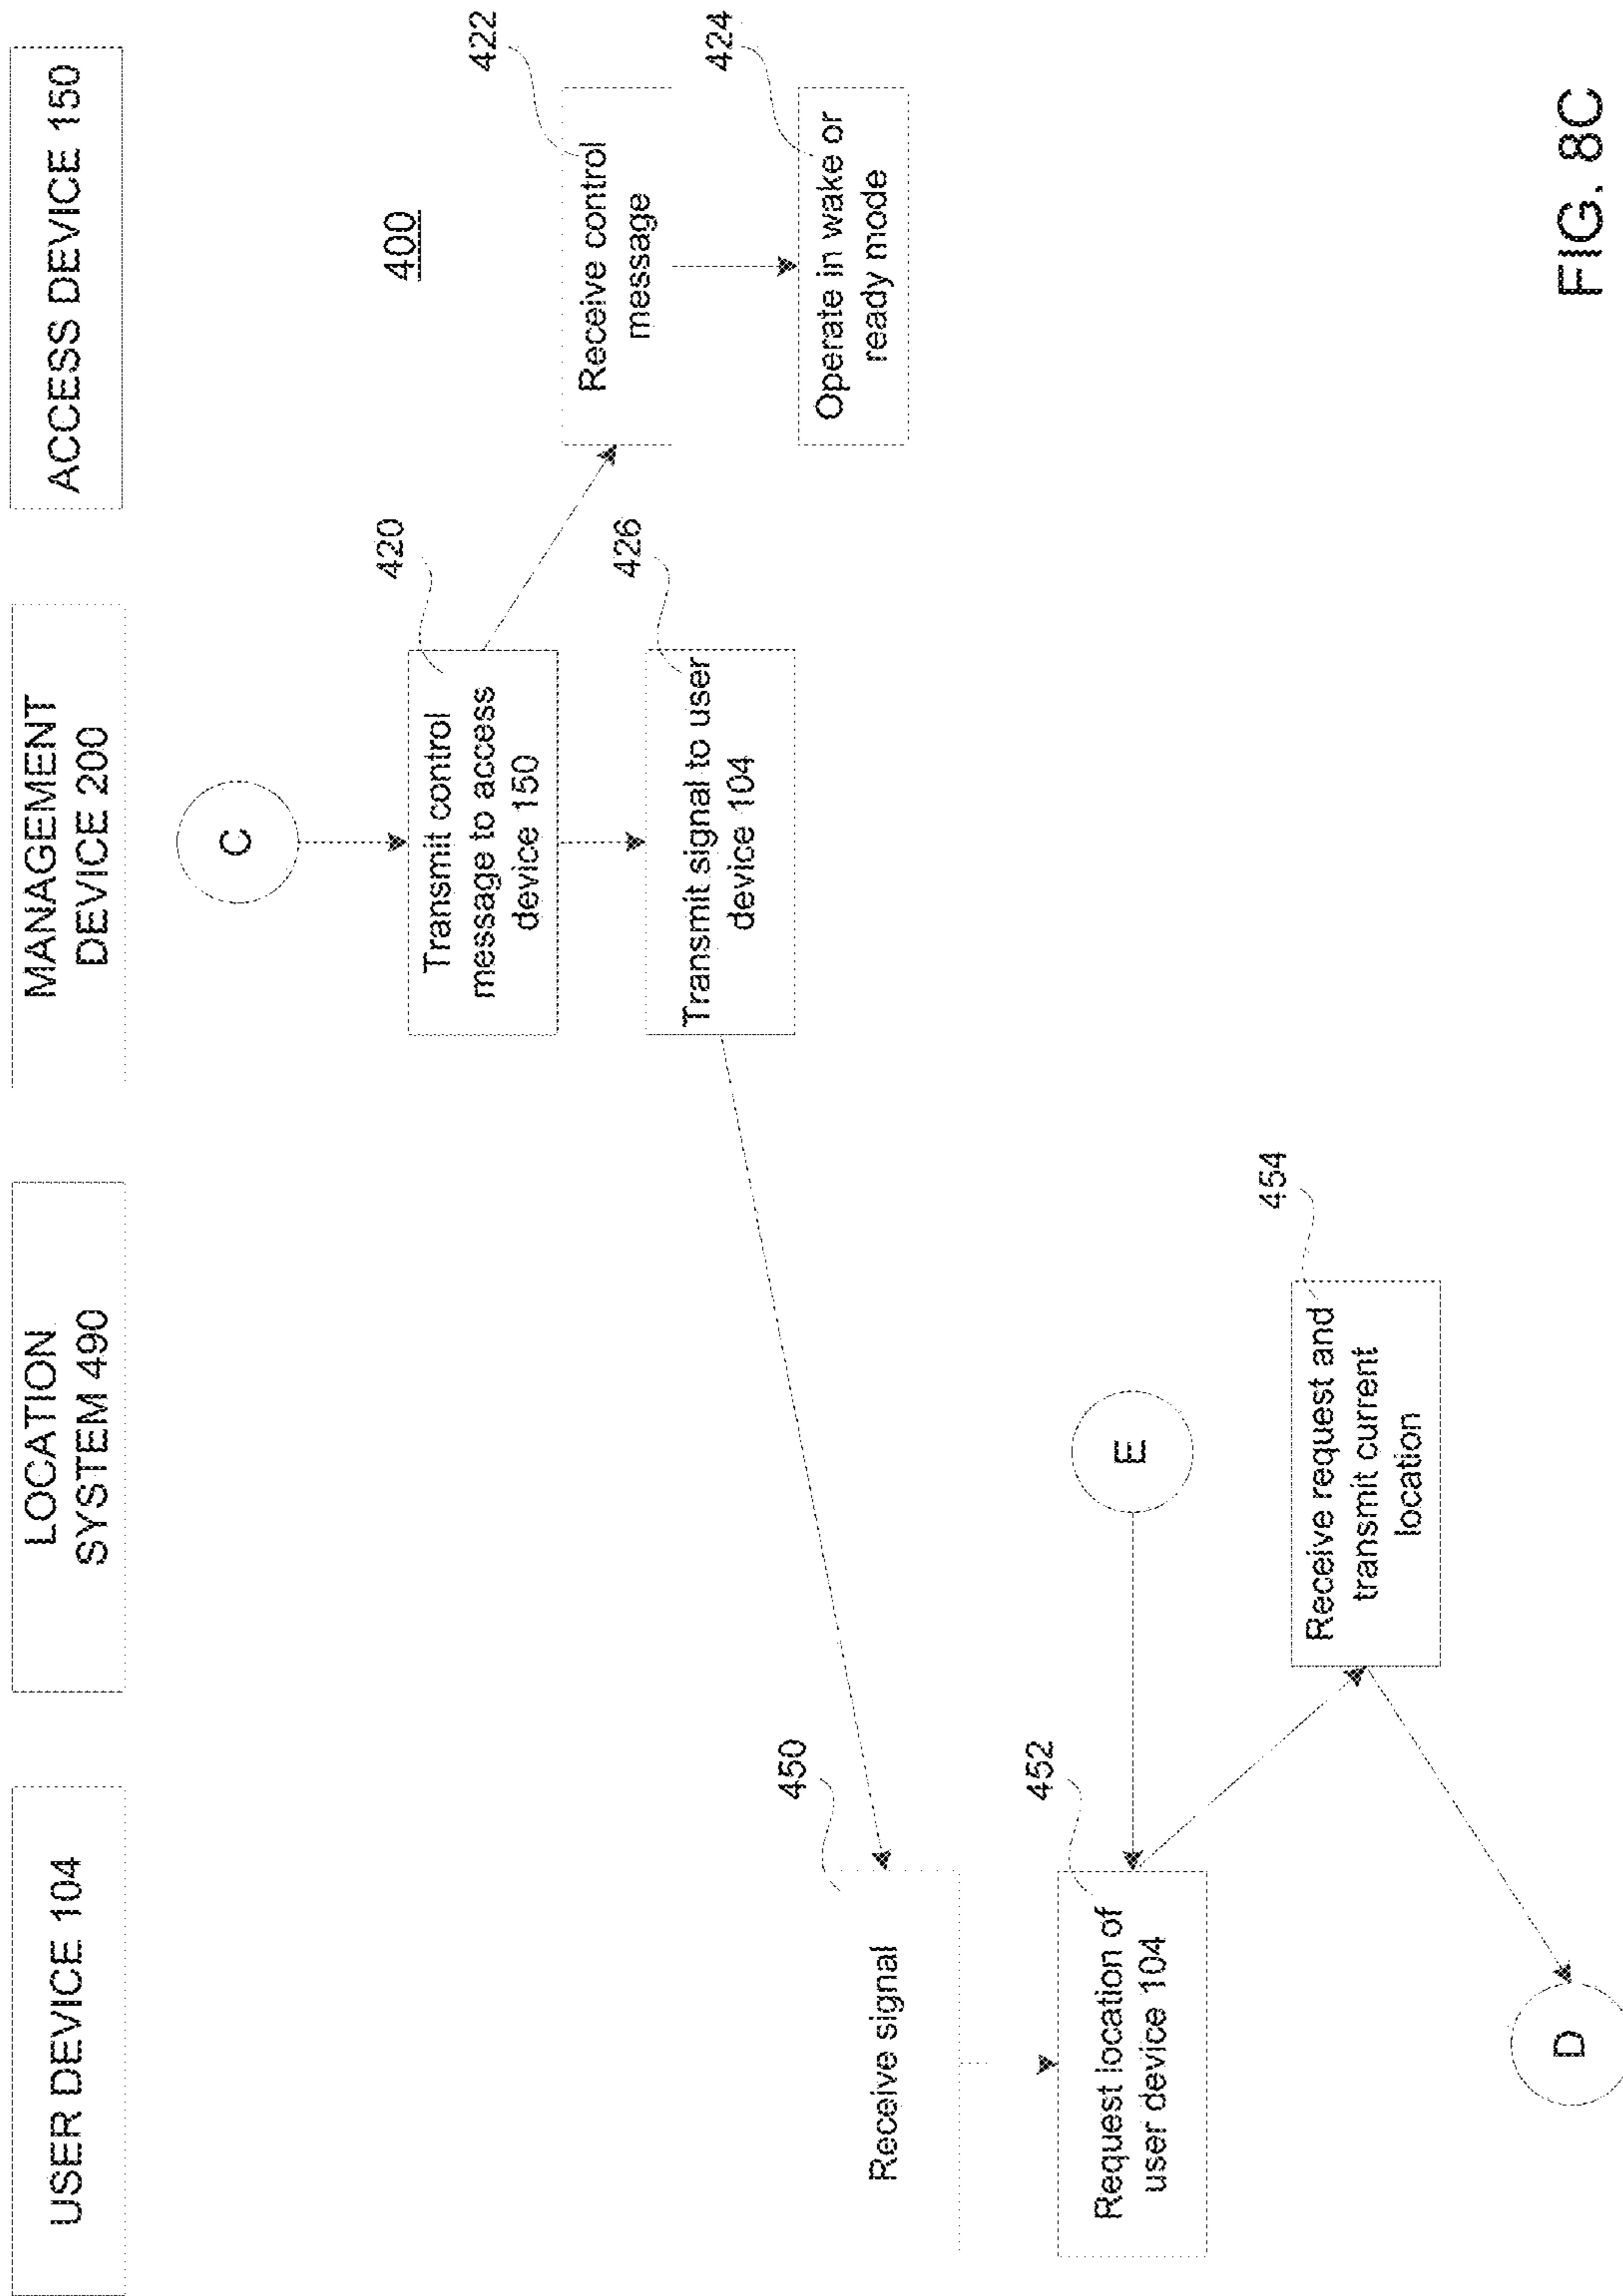 USER DEVICE 104
LOCATION
SYSTEM 490
MANAGEMENT
DEVICE 200
ACCESS DEVICE 150
C
400
420
Transmit control
message to access
device 150
422
Receive control
message
426
Transmit signal to user
device 104
424
Operate in wake or
ready mode
450
Receive signal
452
Request location of
user device 104
E
454
Receive request and
transmit current
location
D
FIG. 8C